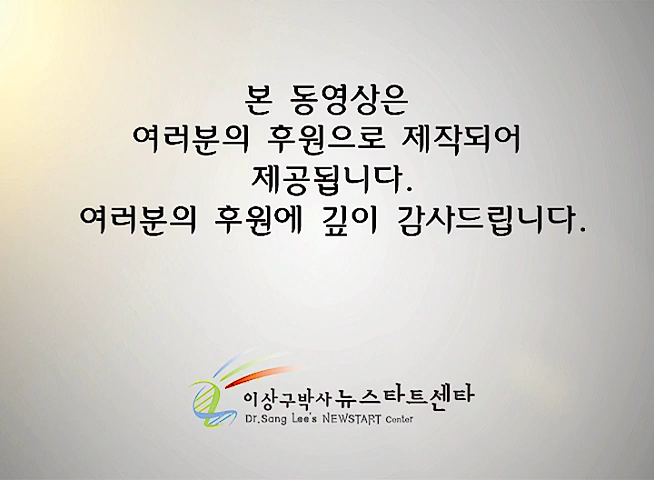 본 동영상은
여러분의 후원으로 제작되어
제공됩니다.
여러분의 후원에 깊이 감사드립니다.
이상구박사 뉴스타트센타
Dr.Sang Lee's NEWSTART Center